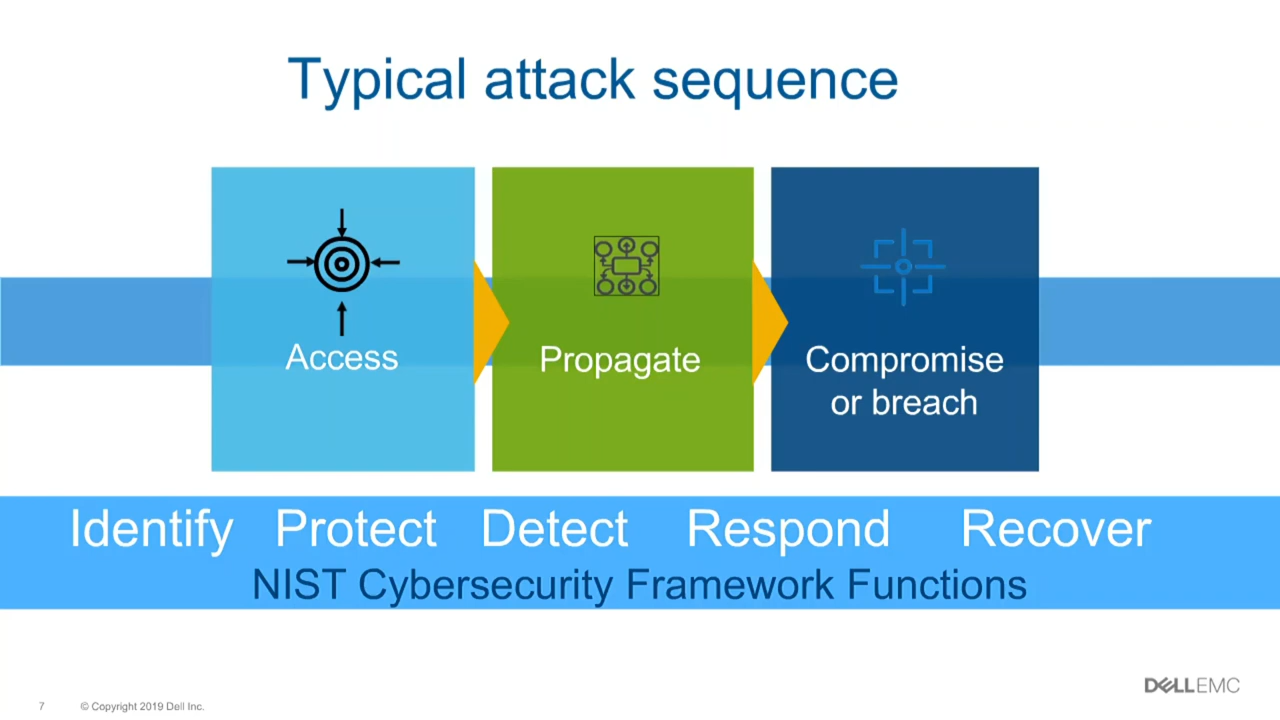 Typical attack sequence
Access
Propagate
Compromise
or breach
Identify Protect Detect Respond Recover
NIST Cybersecurity Framework Functions
DELLEMC
7 © Copyright 2019 Dell Inc.